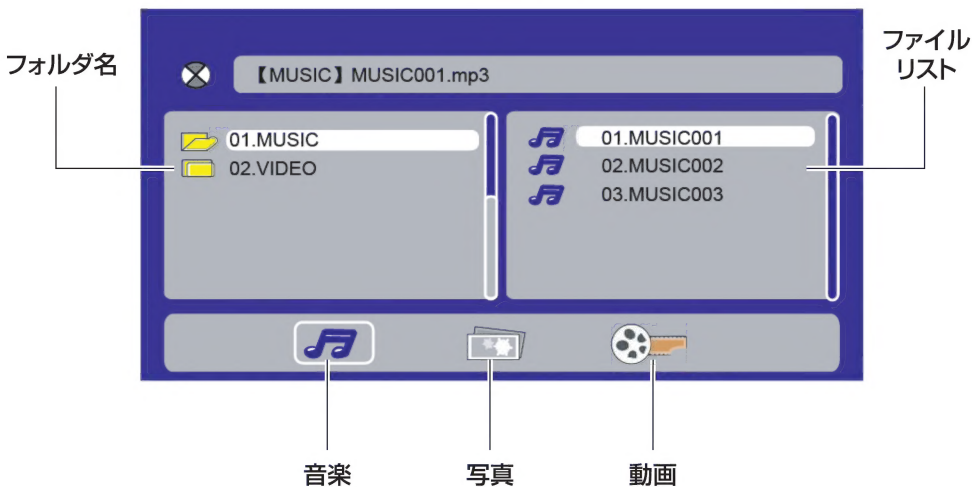 フォルダ名
ファイル
リスト
【MUSIC】MUSIC001.mp3
01.MUSIC
02.VIDEO
01.MUSIC001
02.MUSIC002
03.MUSIC003
音楽
写真
動画